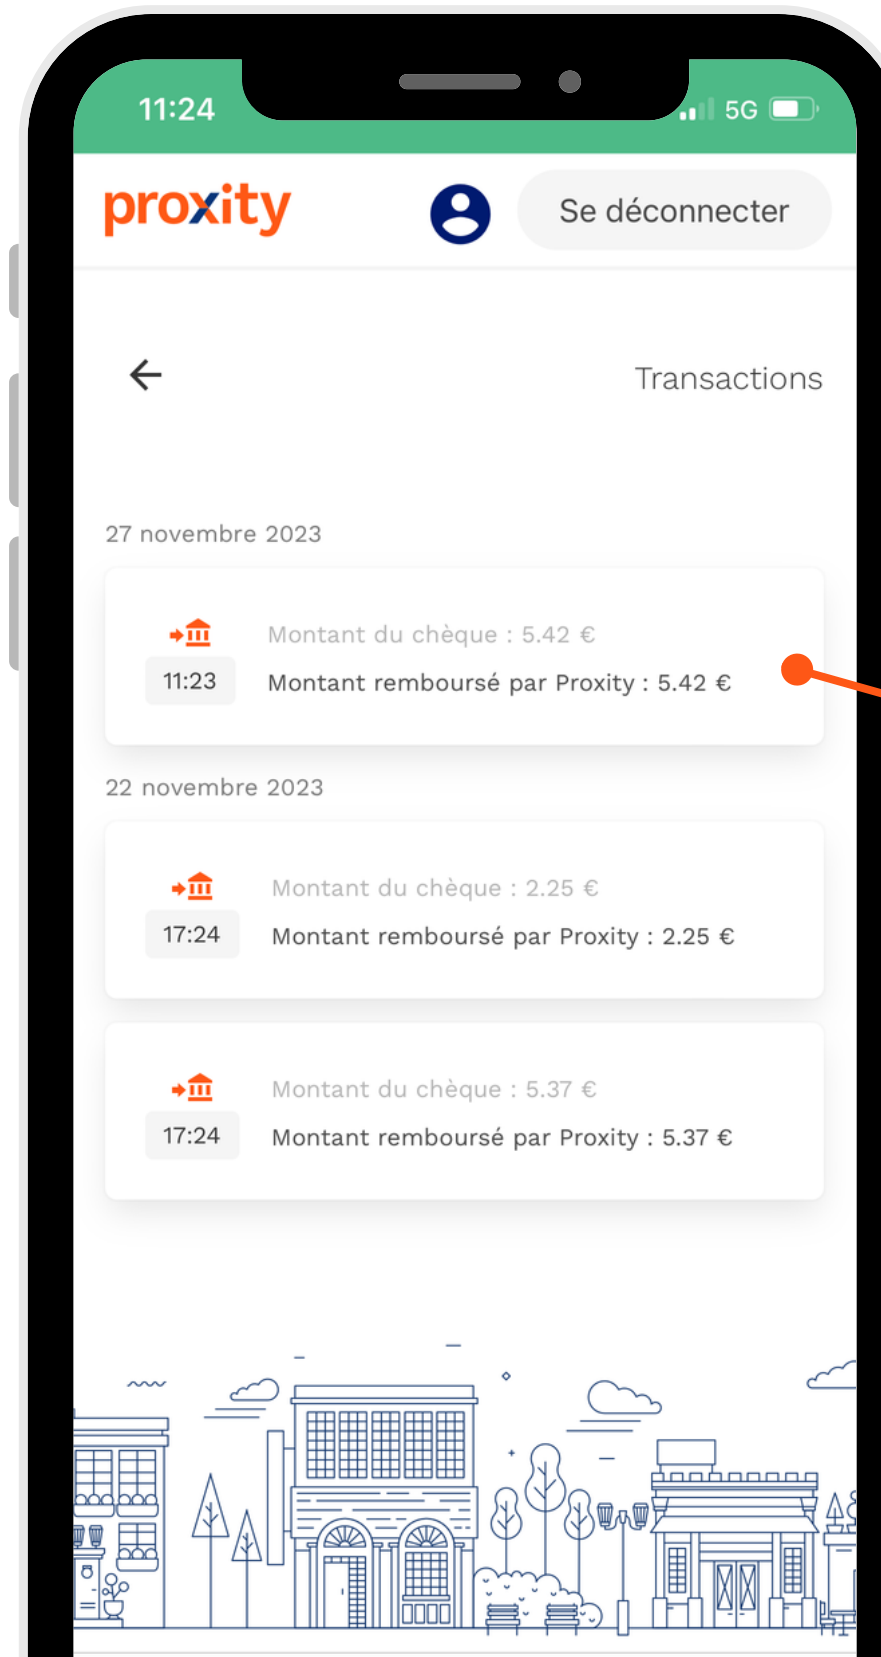 11:24
5G
proxity
Se déconnecter
Transactions
27 novembre 2023
Montant du chèque : 5.42 €
11:23
Montant remboursé par Proxity : 5.42 €
22 novembre 2023
Montant du chèque : 2.25 €
17:24
Montant remboursé par Proxity : 2.25 €
Montant du chèque : 5.37 €
17:24
Montant remboursé par Proxity : 5.37 €